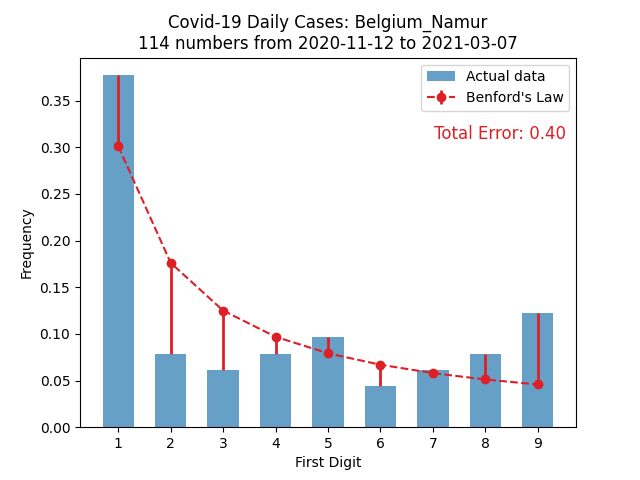 Covid-19 Daily Cases: Belgium_Namur
114 numbers from 2020-11-12 to 2021-03-07
Actual data
Benford's Law
Total Error: 0.40
Frequency
0.35
0.30
0.25
0.20
0.15
0.10
0.05
0.00
1 2 3 4 5 6 7 8 9
First Digit